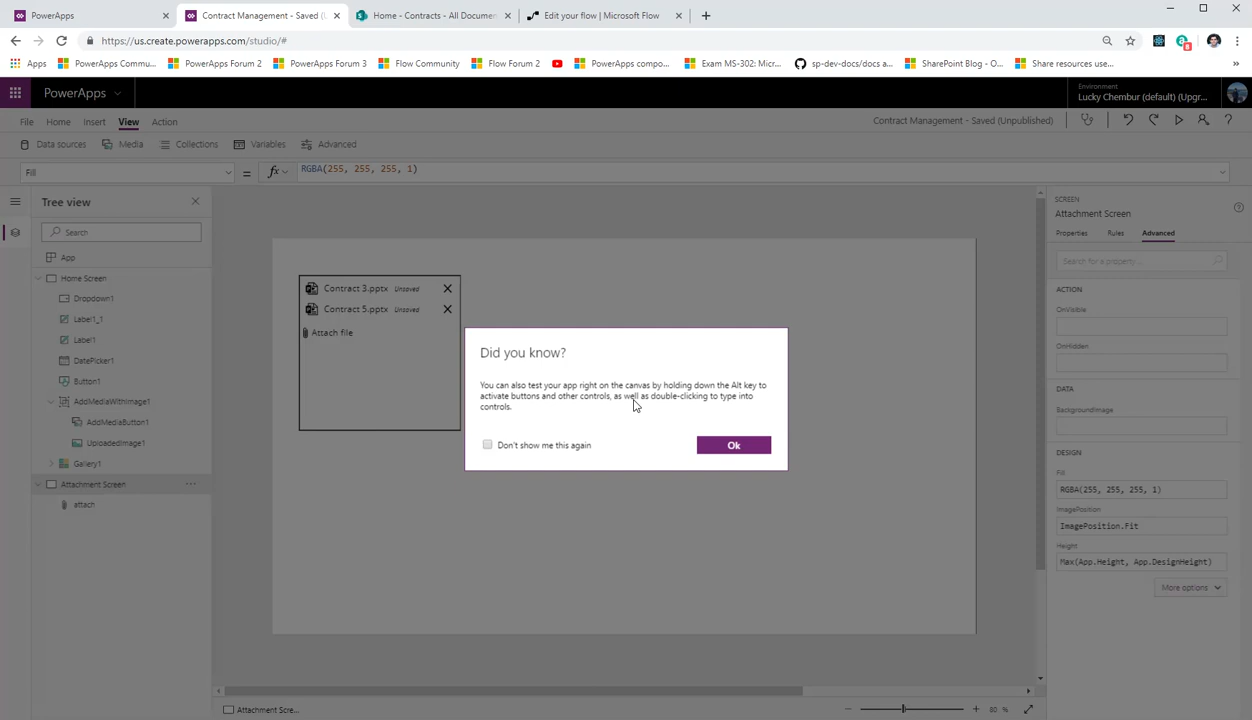 PowerApps
Contract Management - Saved (Unpub
Home - Contracts - All Documen
Edit your flow | Microsoft Flow
https://us.create.powerapps.com/studio/#
Apps
PowerApps Commu...
PowerApps Forum 2
PowerApps Forum 3
Flow Community
Flow Forum 2
PowerApps compo...
Exam MS-302: Micr...
sp-dev-docs/docs a...
SharePoint Blog - O...
Share resources use...
8
PowerApps
Environment
Lucky Chembur (default) (Upgr...
File
Home
Insert
View
Action
Contract Management - Saved (Unpublished)
Data sources
Media
Collections
Variables
Advanced
Fill
=
fx
RGBA(255, 255, 255, 1)
Tree view
Search
App
Home Screen
Dropdown1
Label1_1
Label1
DatePicker1
Button1
AddMediaWithImage1
AddMediaButton1
UploadedImage1
Gallery1
Attachment Screen
attach
Contract 3.pptx Unsaved
Contract 5.pptx Unsaved
Attach file
Did you know?
You can also test your app right on the canvas by holding down the Alt key to
activate buttons and other controls, as well as double-clicking to type into
controls.
Don't show me this again
Ok
SCREEN
Attachment Screen
Properties
Rules
Advanced
Search for a property...
ACTION
OnVisible
OnHidden
DATA
BackgroundImage
DESIGN
Fill
RGBA(255, 255, 255, 1)
ImagePosition
ImagePosition.Fit
Height
Max(App.Height, App.DesignHeight)
More options
Attachment Scree...
80 %